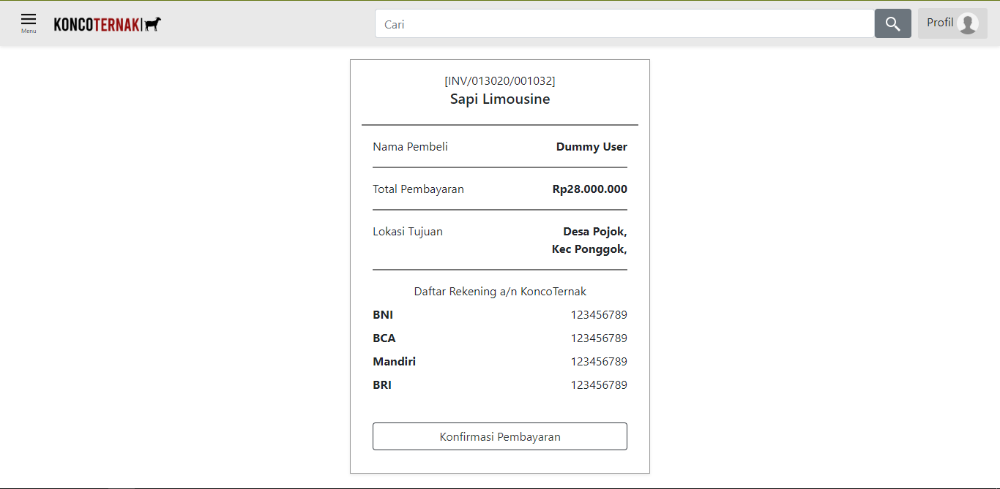 Menu
KONCOTERNAK
Cari
Profil
[INV/013020/001032]
Sapi Limousine
Nama Pembeli Dummy User
Total Pembayaran Rp28.000.000
Lokasi Tujuan Desa Pojok,
Kec Ponggok,
Daftar Rekening a/n KoncoTernak
BNI 123456789
BCA 123456789
Mandiri 123456789
BRI 123456789
Konfirmasi Pembayaran